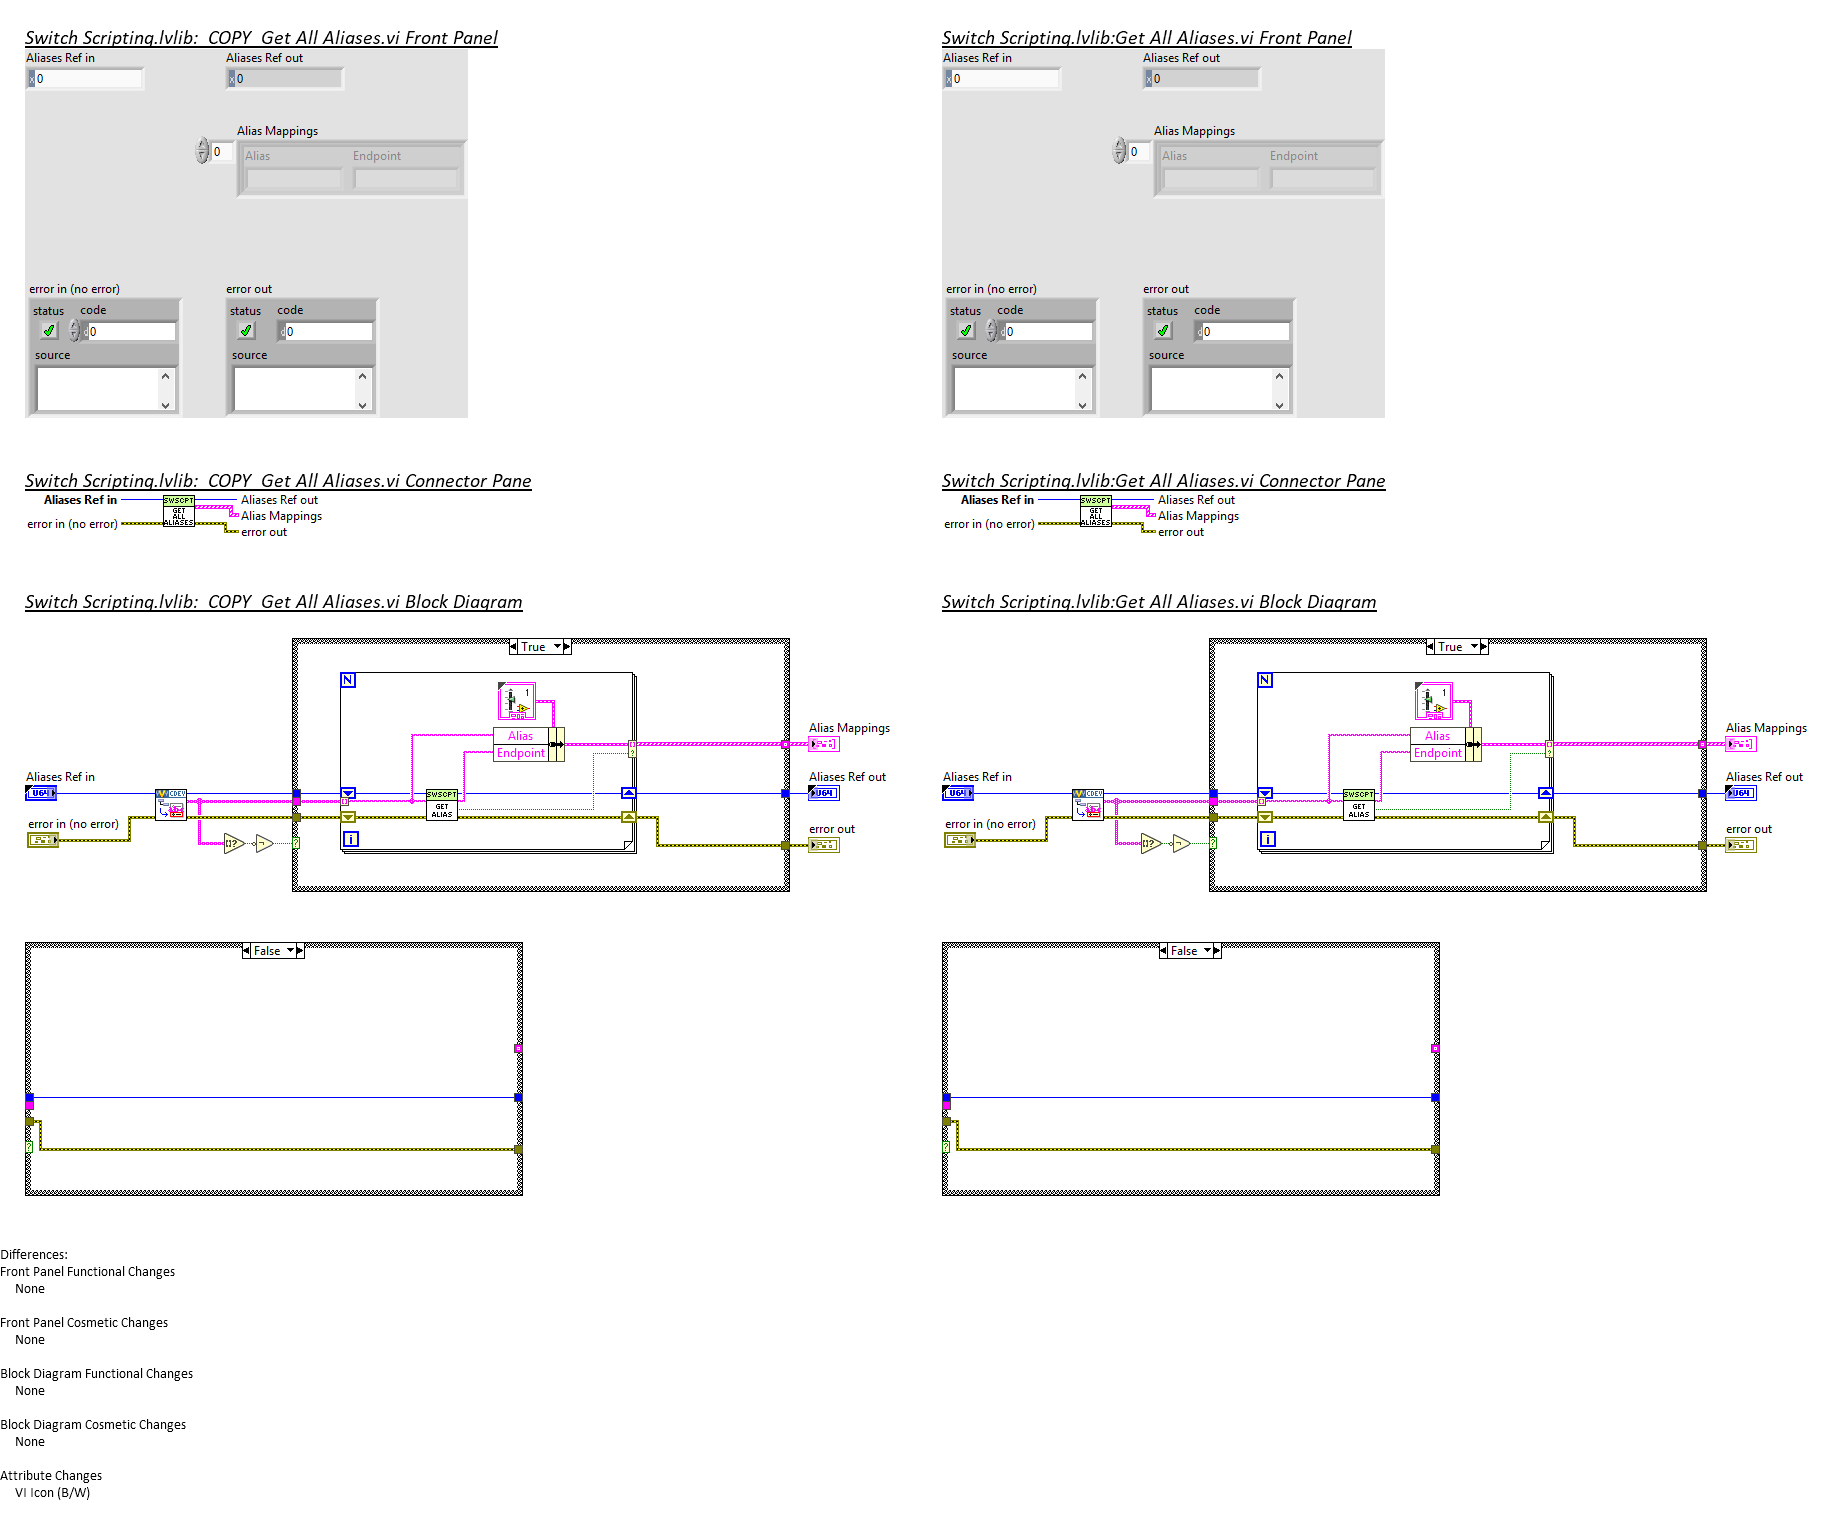 Switch Scripting.lvlib:_COPY_Get All Aliases.vi Front Panel
Aliases Ref in
Aliases Ref out
x 0
x 0
Alias Mappings
0
Alias
Endpoint
error in (no error)
error out
status
code
status
code
d 0
d 0
source
source
Switch Scripting.lvlib:Get All Aliases.vi Front Panel
Aliases Ref in
Aliases Ref out
x 0
x 0
Alias Mappings
0
Alias
Endpoint
error in (no error)
error out
status
code
status
code
d 0
d 0
source
source
Switch Scripting.lvlib:_COPY_Get All Aliases.vi Connector Pane
Aliases Ref in
SWSCPT
GET
ALL
ALIASES
Aliases Ref out
Alias Mappings
error in (no error)
error out
Switch Scripting.lvlib:Get All Aliases.vi Connector Pane
Aliases Ref in
SWSCPT
GET
ALL
ALIASES
Aliases Ref out
Alias Mappings
error in (no error)
error out
Switch Scripting.lvlib:_COPY_Get All Aliases.vi Block Diagram
True
N
1
Alias
Endpoint
Alias Mappings
Aliases Ref in
U64
CDEV
SWSCPT
GET
ALIAS
Aliases Ref out
U64
error in (no error)
?
i
error out
False
?
Switch Scripting.lvlib:Get All Aliases.vi Block Diagram
True
N
1
Alias
Endpoint
Alias Mappings
Aliases Ref in
U64
CDEV
SWSCPT
GET
ALIAS
Aliases Ref out
U64
error in (no error)
?
i
error out
False
?
Differences:
Front Panel Functional Changes
None
Front Panel Cosmetic Changes
None
Block Diagram Functional Changes
None
Block Diagram Cosmetic Changes
None
Attribute Changes
VI Icon (B/W)